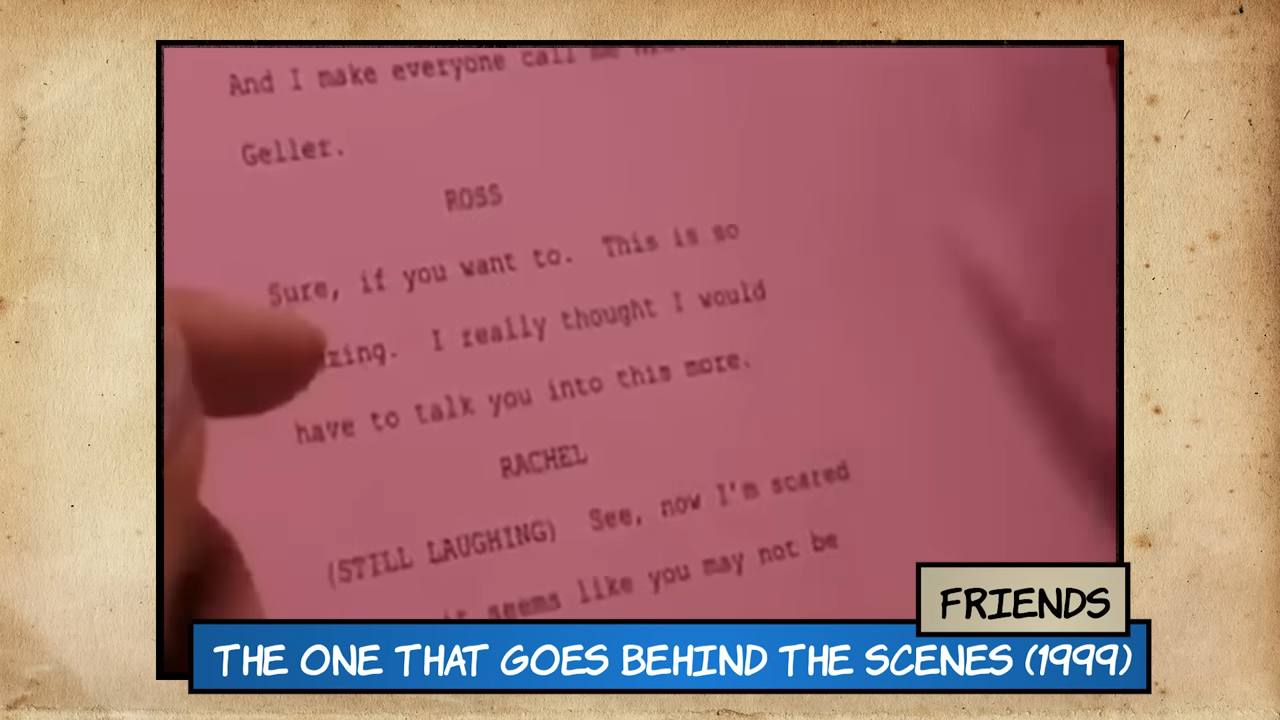 And I make everyone call me
Geller.
ROSS
Sure, if you want to. This is so
zing. I really thought I would
have to talk you into this more.
RACHEL
(STILL LAUGHING) See, now I'm scared
it seems like you may not be
FRIENDS
THE ONE THAT GOES BEHIND THE SCENES (1999)